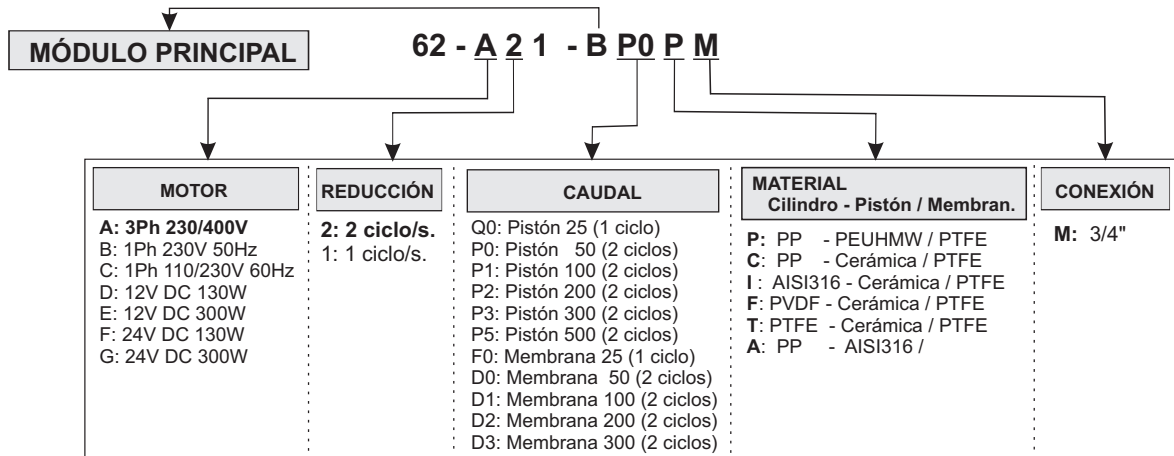 62 - A 2 1 - B P0 P M
MÓDULO PRINCIPAL
MOTOR
A: 3Ph 230/400V
B: 1Ph 230V 50Hz
C: 1Ph 110/230V 60Hz
D: 12V DC 130W
E: 12V DC 300W
F: 24V DC 130W
G: 24V DC 300W
REDUCCIÓN
2: 2 ciclo/s.
1: 1 ciclo/s.
CAUDAL
Q0: Pistón 25 (1 ciclo)
P0: Pistón 50 (2 ciclos)
P1: Pistón 100 (2 ciclos)
P2: Pistón 200 (2 ciclos)
P3: Pistón 300 (2 ciclos)
P5: Pistón 500 (2 ciclos)
F0: Membrana 25 (1 ciclo)
D0: Membrana 50 (2 ciclos)
D1: Membrana 100 (2 ciclos)
D2: Membrana 200 (2 ciclos)
D3: Membrana 300 (2 ciclos)
MATERIAL
Cilindro - Pistón / Membran.
P: PP - PEUHMW / PTFE
C: PP - Cerámica / PTFE
I : AISI316 - Cerámica / PTFE
F: PVDF - Cerámica / PTFE
T: PTFE - Cerámica / PTFE
A: PP - AISI316 /
CONEXIÓN
M: 3/4"